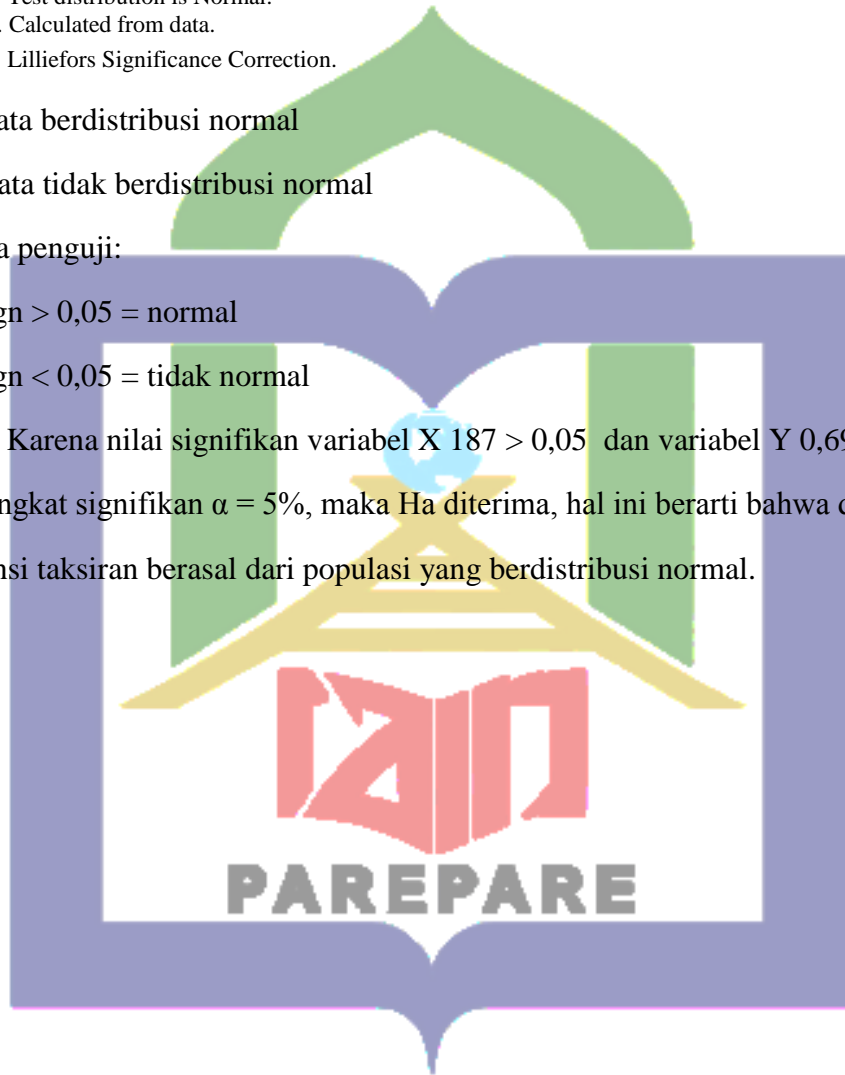 Test distribution is Normal.
. Calculated from data.
Lilliefors Significance Correction.
ata berdistribusi normal
ata tidak berdistribusi normal
a penguji:
gn > 0,05 = normal
gn < 0,05 = tidak normal
Karena nilai signifikan variabel X 187 > 0,05 dan variabel Y 0,69
ngkat signifikan α = 5%, maka Ha diterima, hal ini berarti bahwa
nsi taksiran berasal dari populasi yang berdistribusi normal.
iain
PAREPARE